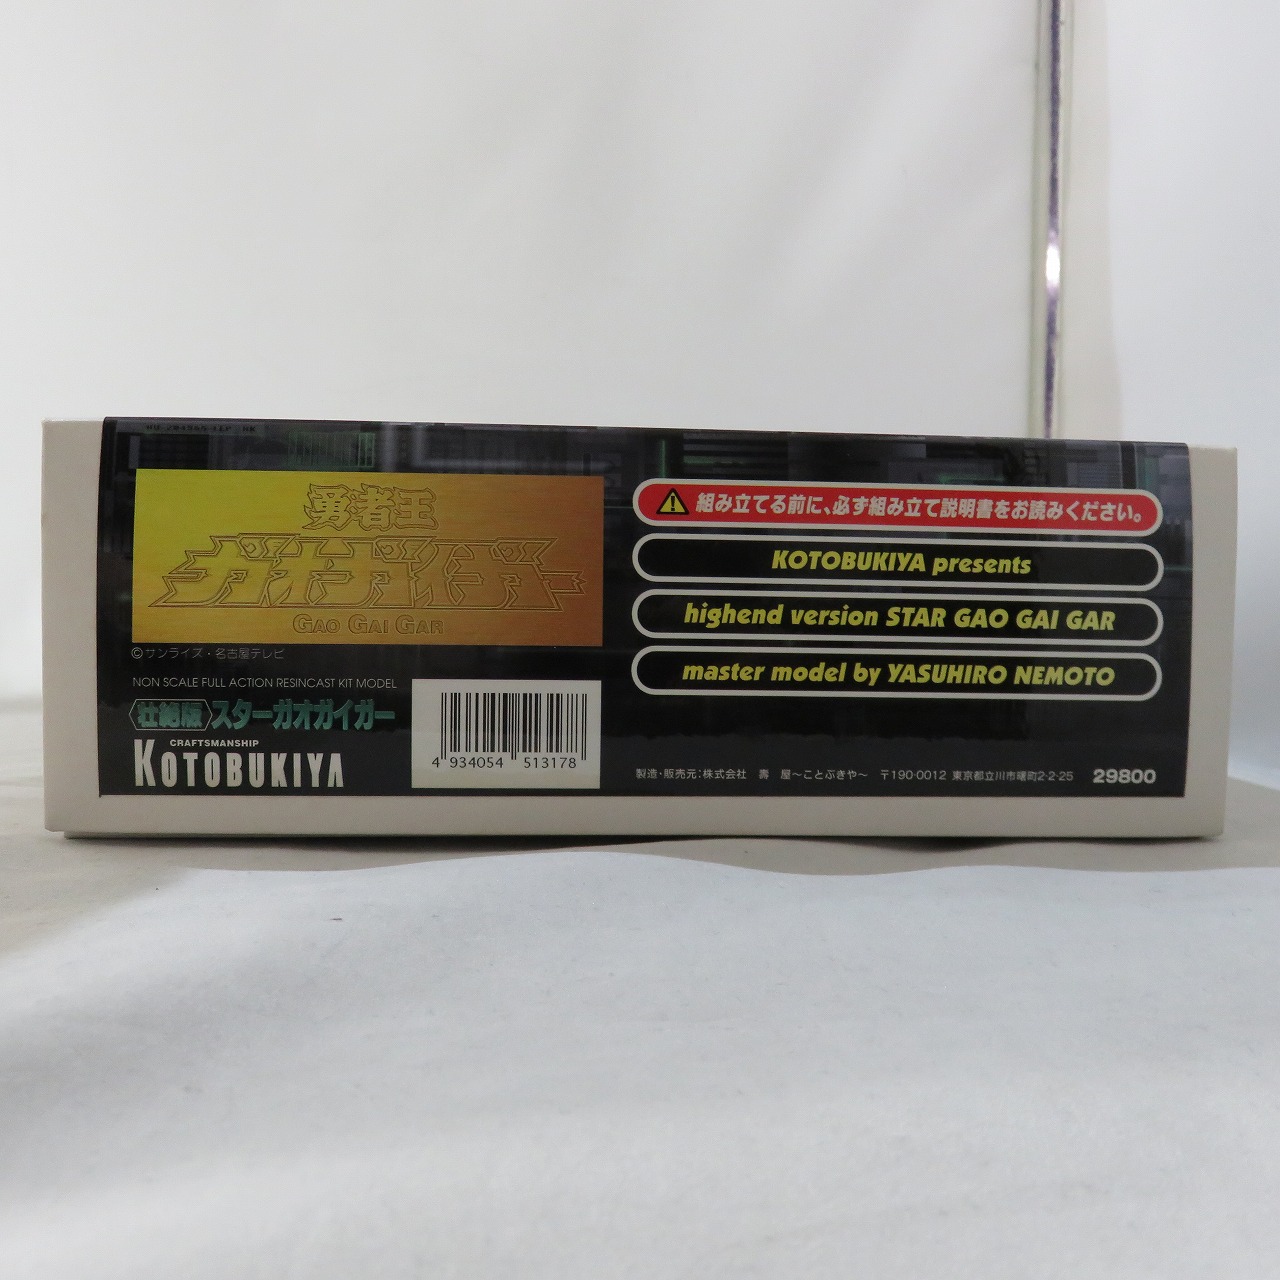 勇者王
ガオガイガー
GAO GAI GAR
©サンライズ・名古屋テレビ
NON SCALE FULL ACTION RESINCAST KIT MODEL
〈壮絶版〉スターガオガイガー
CRAFTSMANSHIP
KOTOBUKIYA
4 934054 513178
組み立てる前に、必ず組み立て説明書をお読みください。
KOTOBUKIYA presents
highend version STAR GAO GAI GAR
master model by YASUHIRO NEMOTO
製造・販売元:株式会社 壽 屋〜ことぶきや〜 〒190-0012 東京都立川市曙町2-2-25 29800